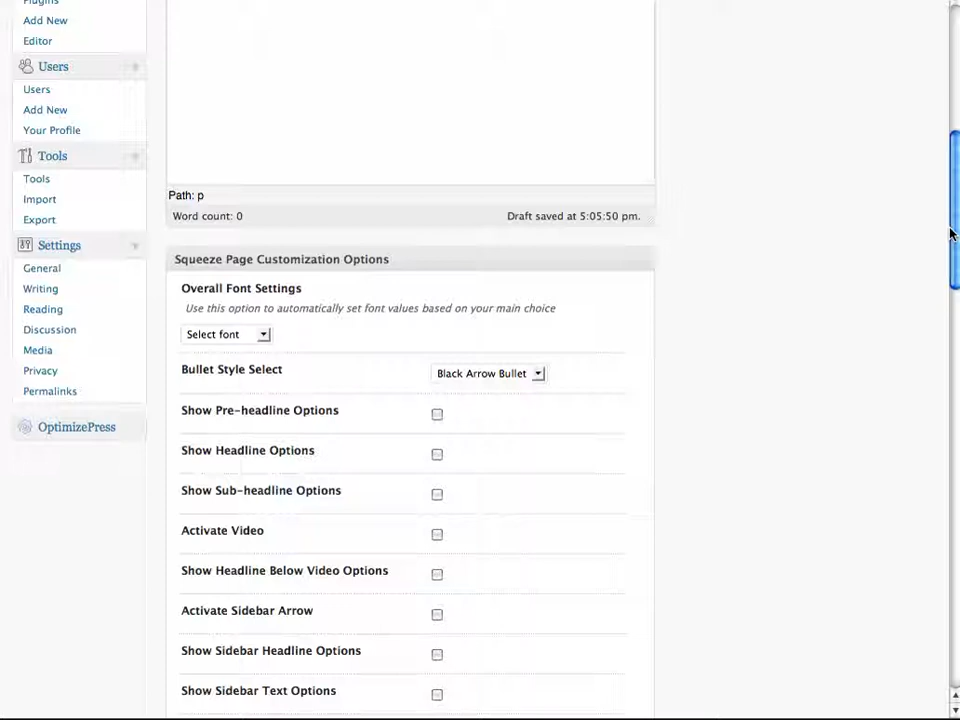 Plugins
Add New
Editor
Users
Users
Add New
Your Profile
Tools
Tools
Import
Export
Settings
General
Writing
Reading
Discussion
Media
Privacy
Permalinks
OptimizePress
Path: p
Word count: 0
Draft saved at 5:05:50 pm.
Squeeze Page Customization Options
Overall Font Settings
Use this option to automatically set font values based on your main choice
Select font
Bullet Style Select
Black Arrow Bullet
Show Pre-headline Options
Show Headline Options
Show Sub-headline Options
Activate Video
Show Headline Below Video Options
Activate Sidebar Arrow
Show Sidebar Headline Options
Show Sidebar Text Options